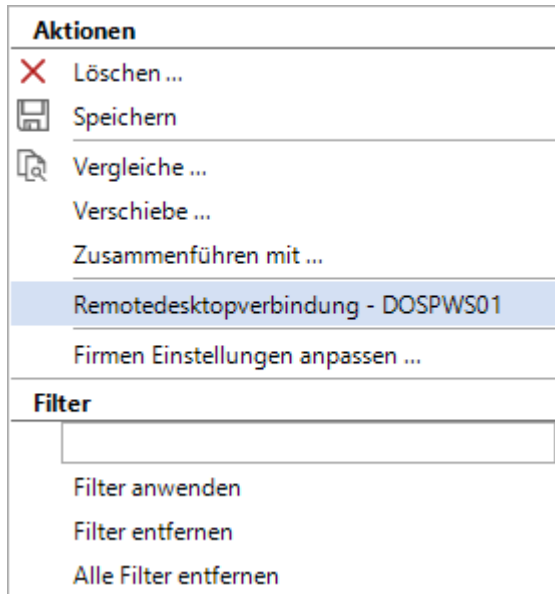 Aktionen
Löschen ...
Speichern
Vergleiche ...
Verschiebe ...
Zusammenführen mit ...
Remotedesktopverbindung - DOSPWS01
Firmen Einstellungen anpassen ...
Filter
Filter anwenden
Filter entfernen
Alle Filter entfernen